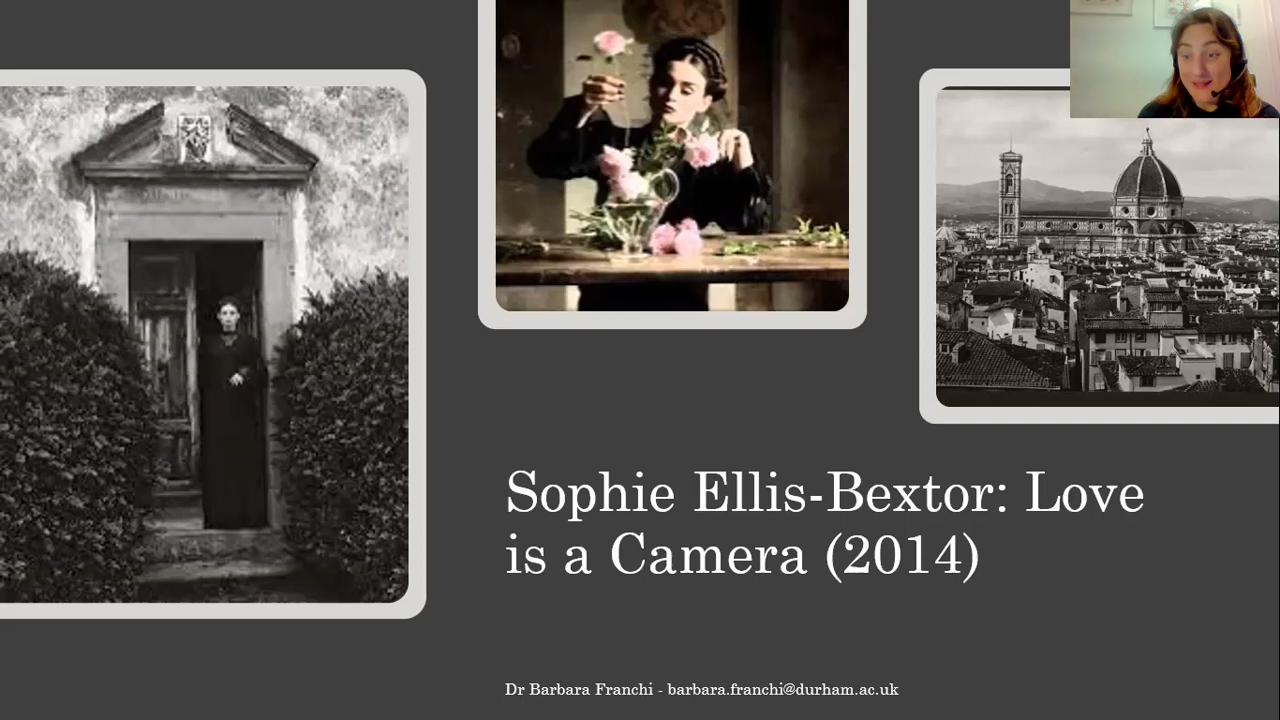 Sophie Ellis-Bextor: Love
is a Camera (2014)
Dr Barbara Franchi - barbara.franchi@durham.ac.uk